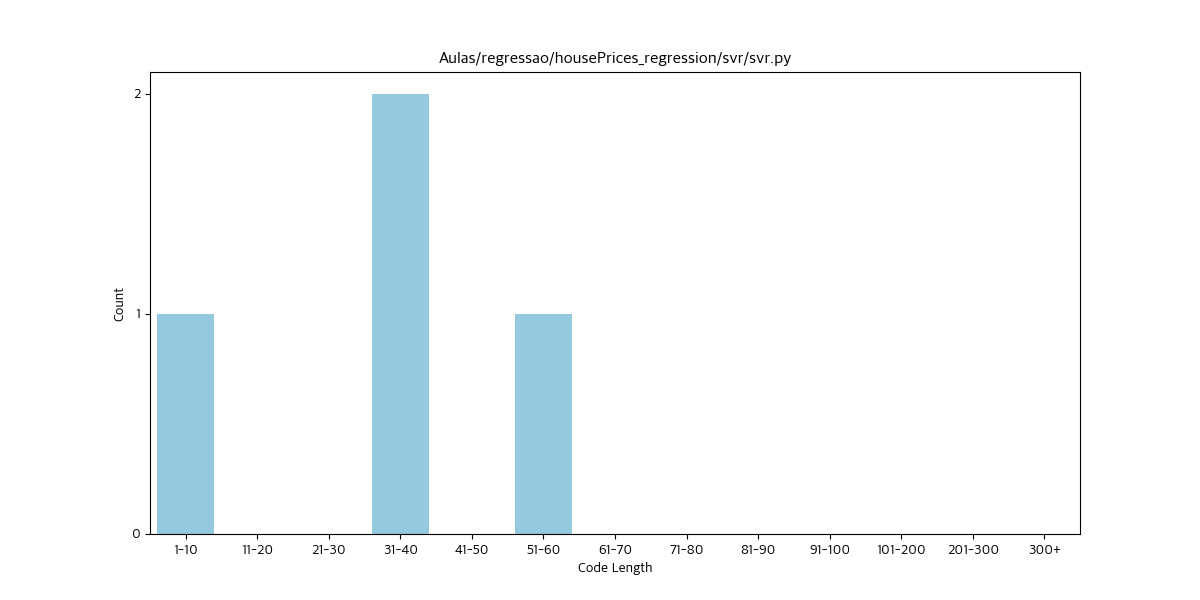 Aulas/regressao/housePrices_regression/svr/svr.py
2
1
0
Count
1-10 11-20 21-30 31-40 41-50 51-60 61-70 71-80 81-90 91-100 101-200 201-300 300+
Code Length